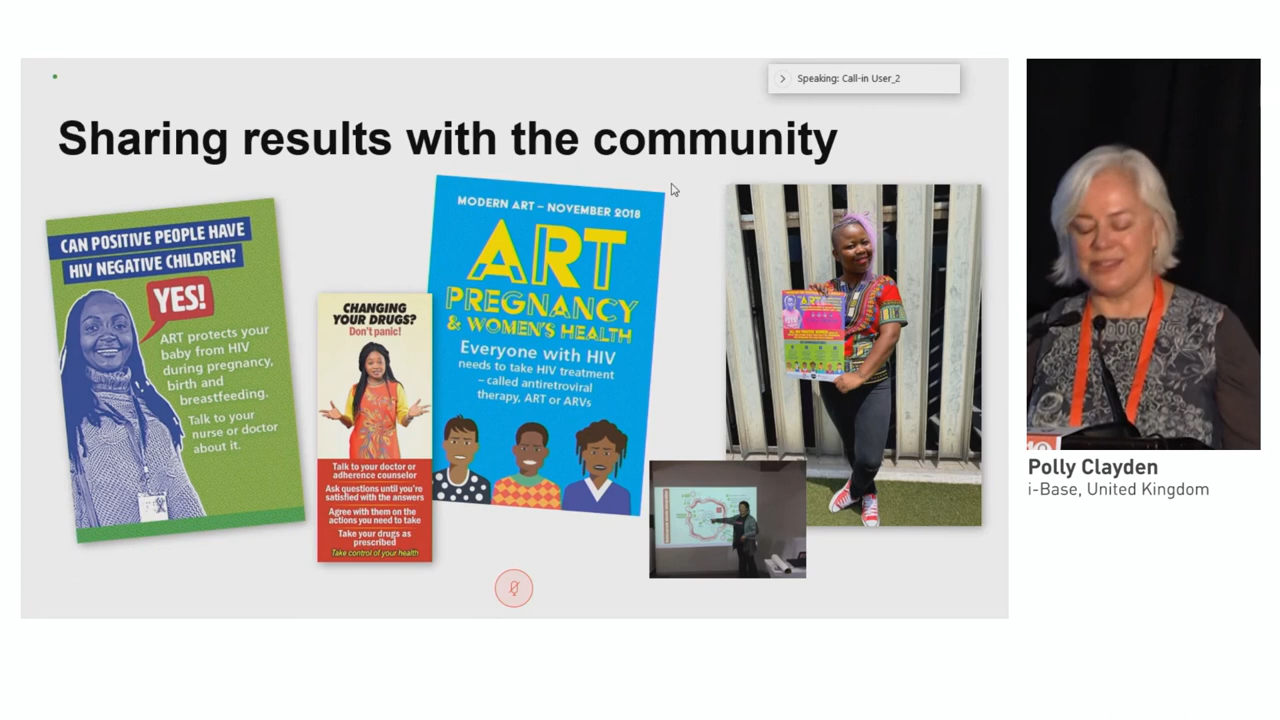 Speaking: Call-in User_2
Sharing results with the community
CAN POSITIVE PEOPLE HAVE
HIV NEGATIVE CHILDREN?
YES!
ART protects your
baby from HIV
during pregnancy,
birth and
breastfeeding.
Talk to your
nurse or doctor
about it.
CHANGING
YOUR DRUGS?
Don't panic!
Talk to your doctor or
adherence counselor
Ask questions until you're
satisfied with the answers
Agree with them on the
actions you need to take
Take your drugs as
prescribed
Take control of your health
MODERN ART – NOVEMBER 2018
ART
PREGNANCY
& WOMEN'S HEALTH
Everyone with HIV
needs to take HIV treatment
– called antiretroviral
therapy, ART or ARVs
ART
Polly Clayden
i-Base, United Kingdom